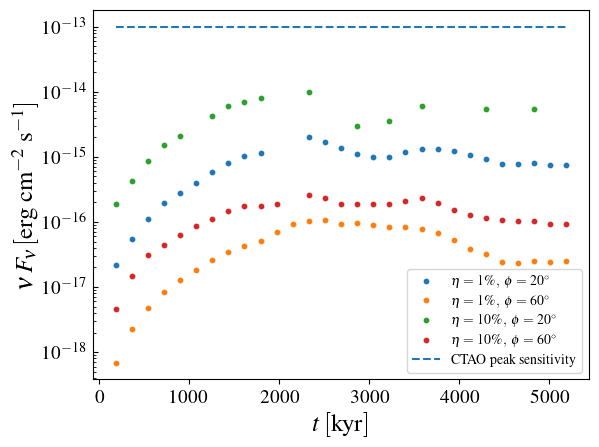 10⁻¹³
10⁻¹⁴
10⁻¹⁵
10⁻¹⁶
10⁻¹⁷
10⁻¹⁸
ν Fν [erg cm⁻² s⁻¹]
η = 1%, ϕ = 20°
η = 1%, ϕ = 60°
η = 10%, ϕ = 20°
η = 10%, ϕ = 60°
CTAO peak sensitivity
0 1000 2000 3000 4000 5000
t [kyr]